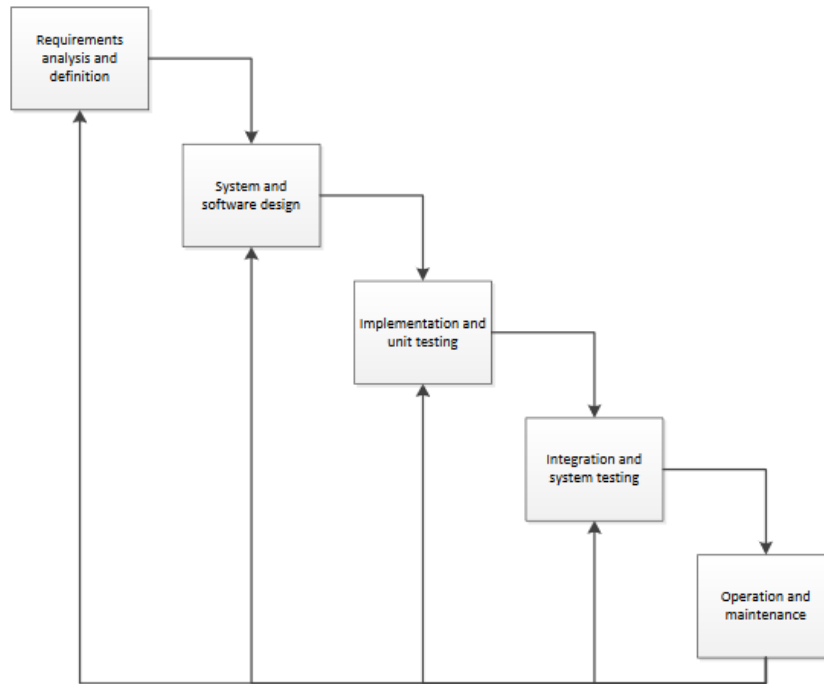 Requirements
analysis and
definition
System and
software design
Implementation and
unit testing
Integration and
system testing
Operation and
maintenance